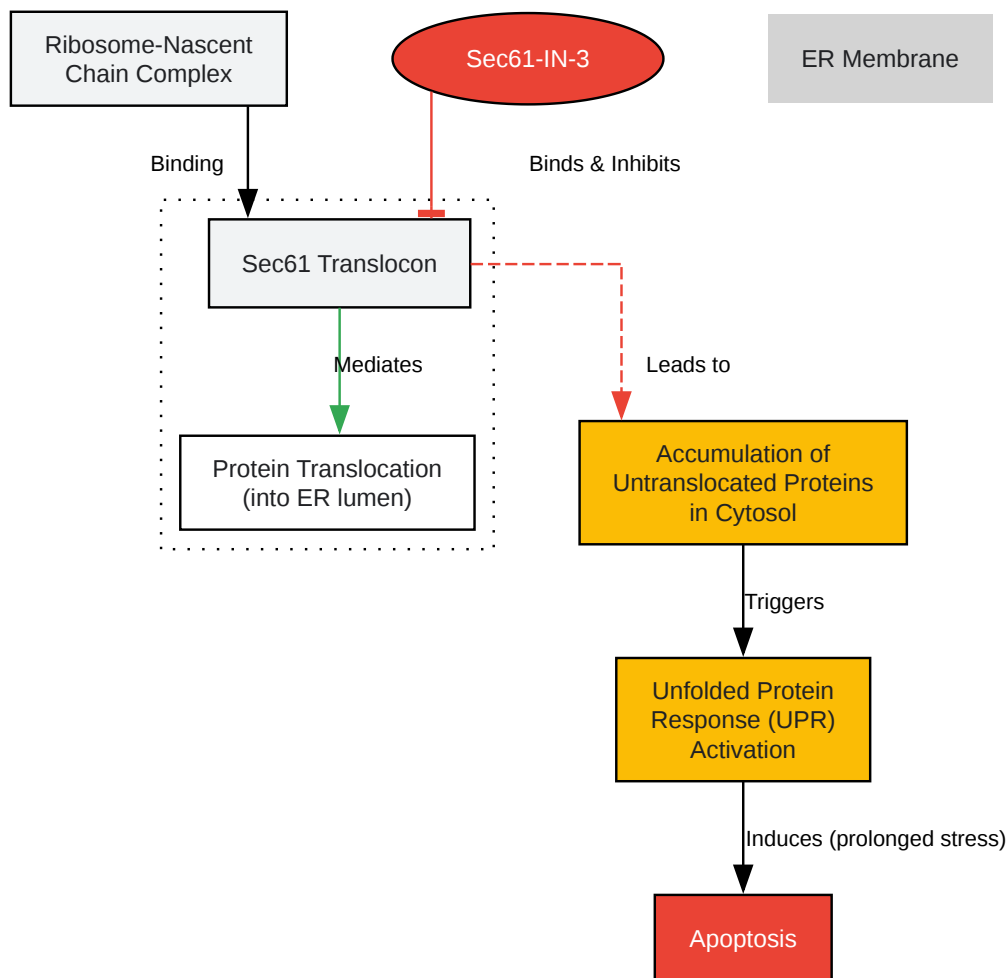 Ribosome-Nascent
Chain Complex
Sec61-IN-3
ER Membrane
Binding
Binds & Inhibits
Sec61 Translocon
Mediates
Leads to
Protein Translocation
(into ER lumen)
Accumulation of
Untranslocated Proteins
in Cytosol
Triggers
Unfolded Protein
Response (UPR)
Activation
Induces (prolonged stress)
Apoptosis